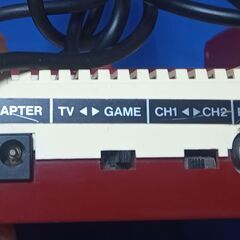 APTER TV ◄► GAME CH1 ◄► CH2